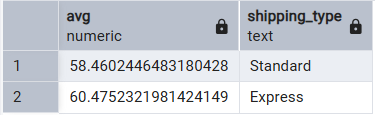 avg numeric shipping_type text
1 58.4602446483180428 Standard
2 60.4752321981424149 Express